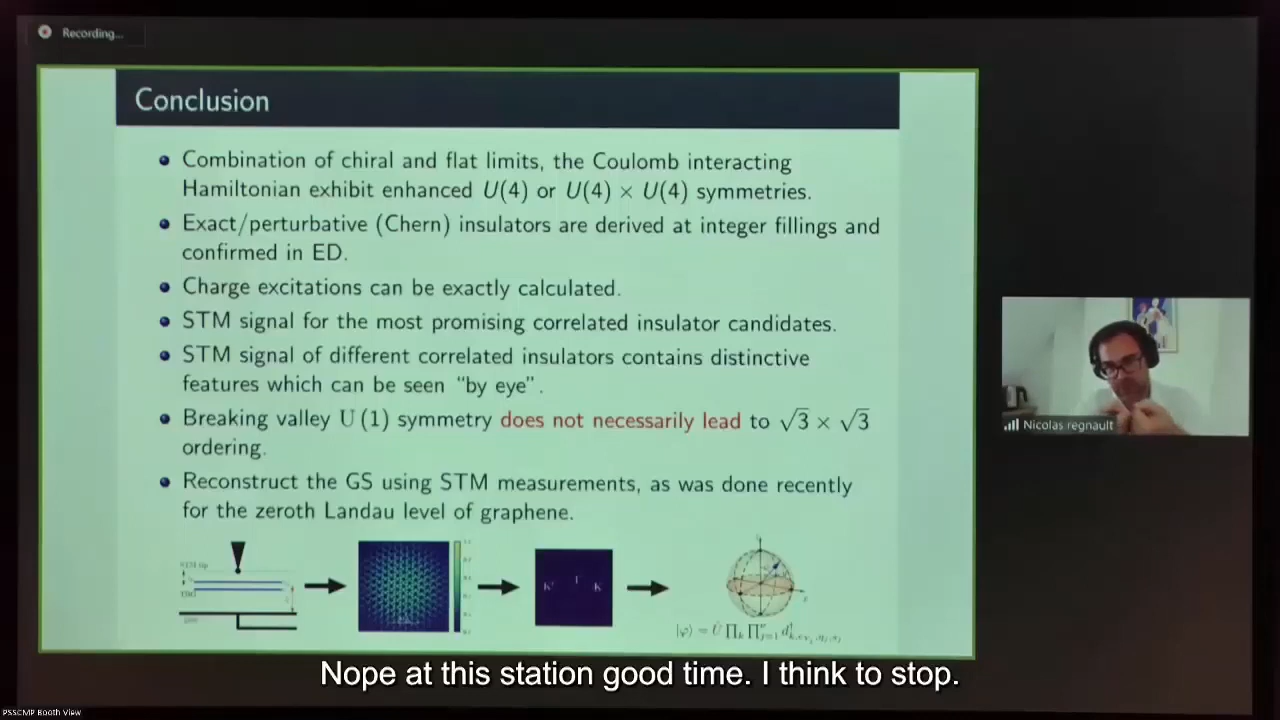 Recording...
Conclusion
Combination of chiral and flat limits, the Coulomb interacting
Hamiltonian exhibit enhanced U(4) or U(4) × U(4) symmetries.
Exact/perturbative (Chern) insulators are derived at integer fillings and
confirmed in ED.
Charge excitations can be exactly calculated.
STM signal for the most promising correlated insulator candidates.
STM signal of different correlated insulators contains distinctive
features which can be seen “by eye”.
Breaking valley U(1) symmetry does not necessarily lead to √3 × √3
ordering.
Reconstruct the GS using STM measurements, as was done recently
for the zeroth Landau level of graphene.
K' Γ K
Nicolas regnault
Nope at this station good time. I think to stop.
PSSCMP Booth View